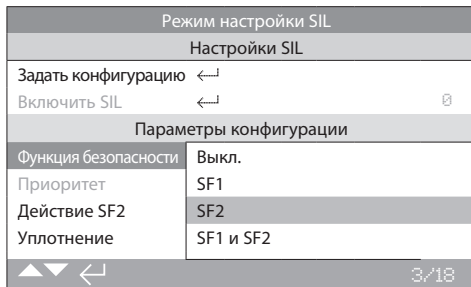 Режим настройки SIL
Настройки SIL
Задать конфигурацию
Включить SIL 0
Параметры конфигурации
Функция безопасности Выкл.
Приоритет SF1
Действие SF2 SF2
Уплотнение SF1 и SF2
3/18